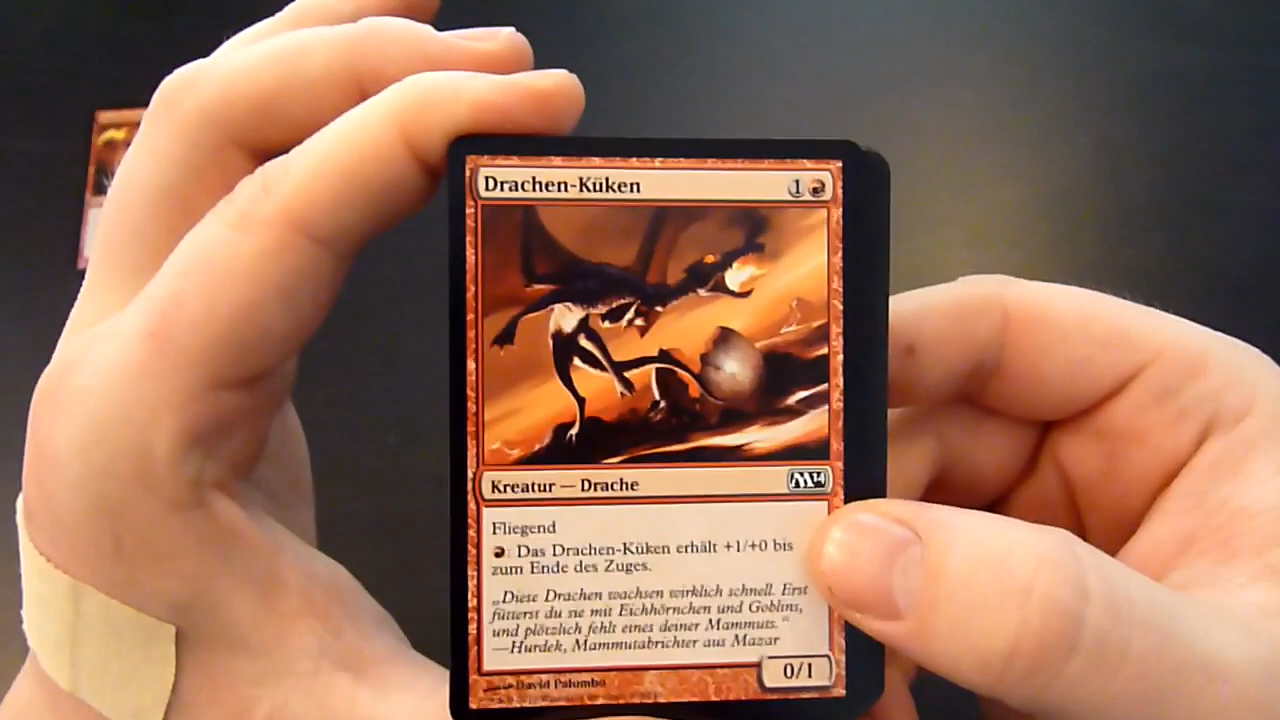 Drachen-Küken 1
Kreatur — Drache M14
Fliegend
: Das Drachen-Küken erhält +1/+0 bis
zum Ende des Zuges.
„Diese Drachen wachsen wirklich schnell. Erst
fütterst du sie mit Eichhörnchen und Goblins,
und plötzlich fehlt eines deiner Mammuts.“
—Hurdek, Mammutabrichter aus Mazar
0/1
David Palumbo